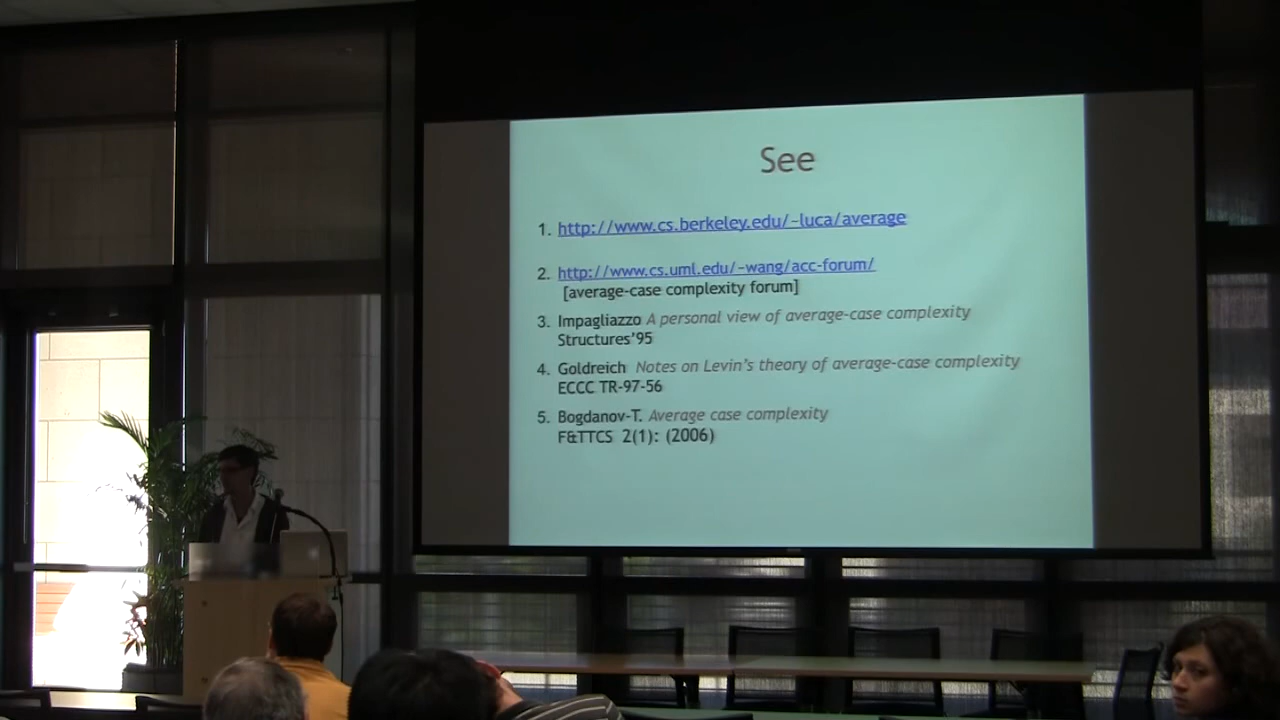 See
1. http://www.cs.berkeley.edu/~luca/average
2. http://www.cs.uml.edu/~wang/acc-forum/
[average-case complexity forum]
3. Impagliazzo A personal view of average-case complexity
Structures'95
4. Goldreich Notes on Levin's theory of average-case complexity
ECCC TR-97-56
5. Bogdanov-T. Average case complexity
F&TTCS 2(1): (2006)